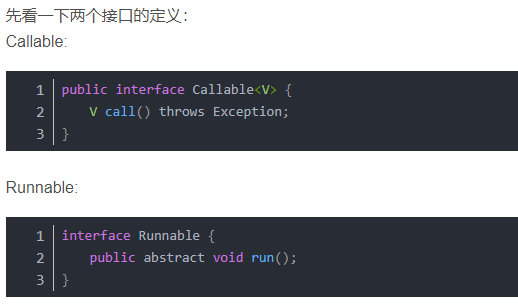 先看一下两个接口的定义：
Callable:
1 public interface Callable<V> {
2     V call() throws Exception;
3 }
Runnable:
1 interface Runnable {
2     public abstract void run();
3 }